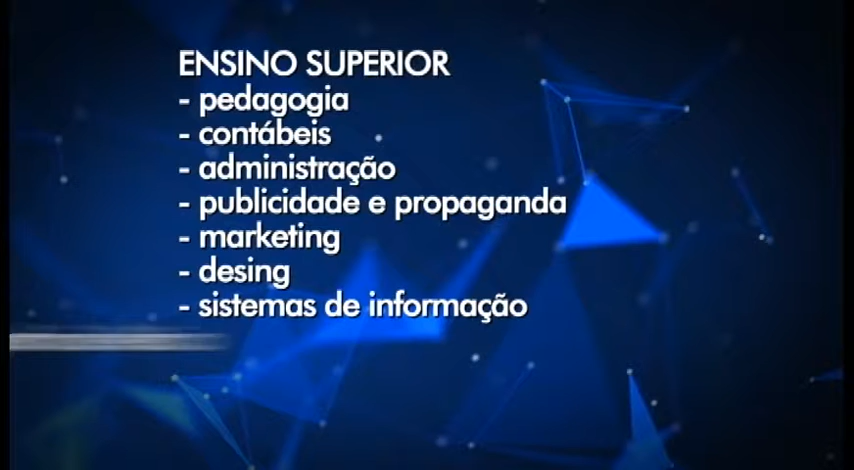 ENSINO SUPERIOR
- pedagogia
- contábeis
- administração
- publicidade e propaganda
- marketing
- desing
- sistemas de informação